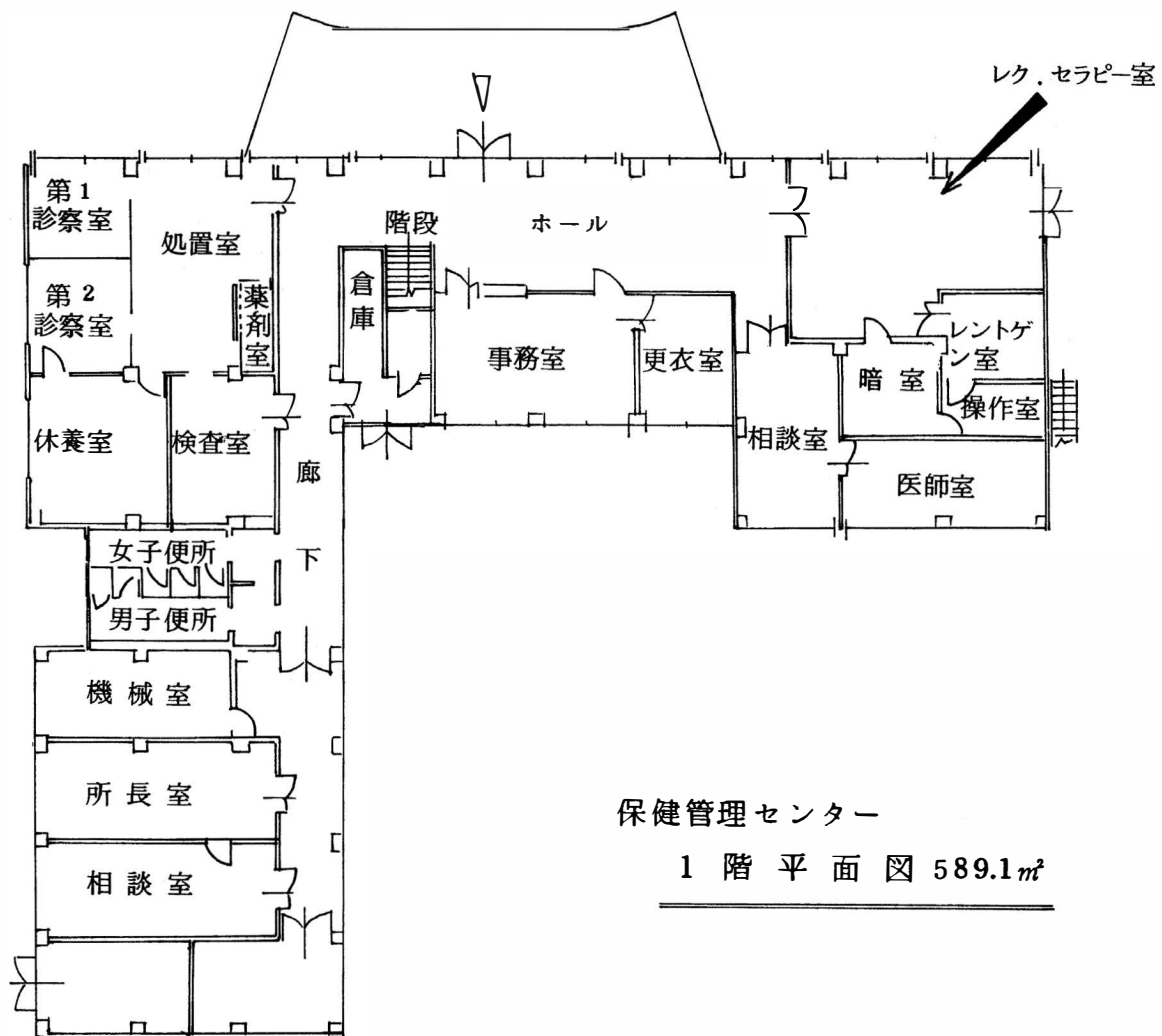 レク.セラピー室
第1
診察室
処置室
階段
ホール
倉庫
薬剤室
第2
診察室
事務室
更衣室
レントゲ
ン室
暗室
操作室
休養室
検査室
相談室
医師室
廊下
女子便所
男子便所
機械室
所長室
相談室
保健管理センター
1階平面図 589.1㎡